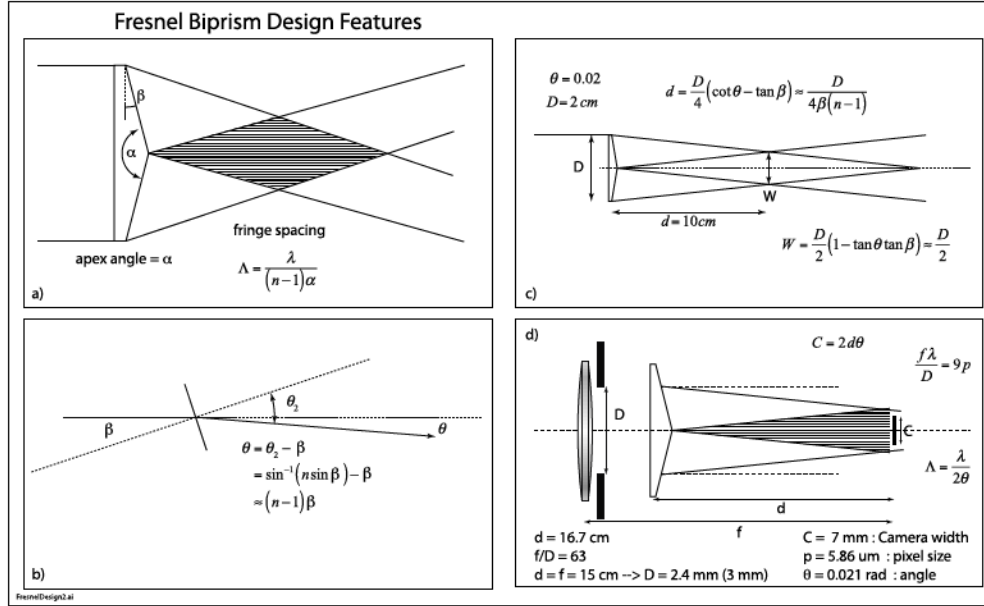 Fresnel Biprism Design Features
β
α
fringe spacing
apex angle = α
Λ = λ/((n−1)α)
a)
θ = 0.02
D = 2 cm
d = D/4 (cot θ − tan β) ≈ D/(4β(n−1))
D
W
d = 10cm
W = D/2 (1 − tan θ tan β) ≈ D/2
c)
θ₂
β
θ
θ = θ₂ − β
= sin⁻¹(n sin β) − β
≈ (n−1)β
b)
d)
C = 2dθ
fλ/D = 9p
D
C
Λ = λ/2θ
d
f
d = 16.7 cm
f/D = 63
d = f = 15 cm --> D = 2.4 mm (3 mm)
C = 7 mm : Camera width
p = 5.86 um : pixel size
θ = 0.021 rad : angle
FresnelDesign2.ai